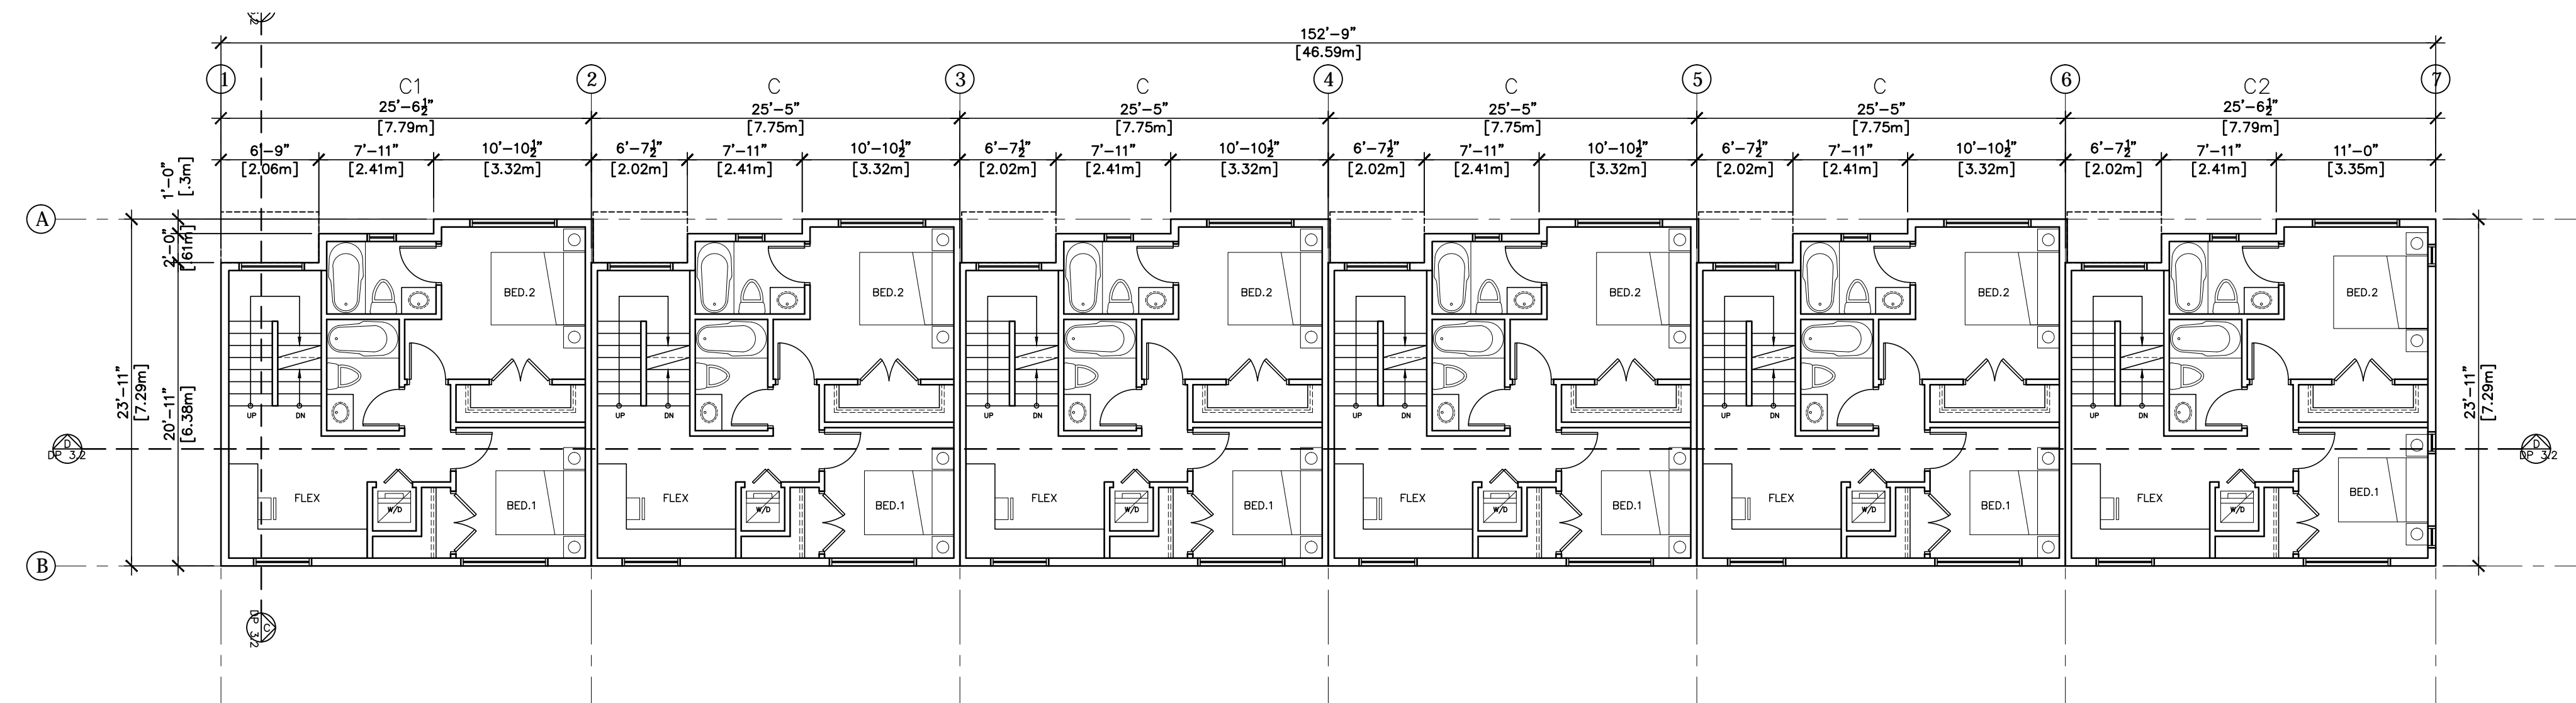 3.2
152'-9"
[46.59m]
1 2 3 4 5 6 7
C1 C C C C C2
25'-6½" 25'-5" 25'-5" 25'-5" 25'-5" 25'-6½"
[7.79m] [7.75m] [7.75m] [7.75m] [7.75m] [7.79m]
6'-9" 7'-11" 10'-10½" 6'-7½" 7'-11" 10'-10½" 6'-7½" 7'-11" 10'-10½" 6'-7½" 7'-11" 10'-10½" 6'-7½" 7'-11" 10'-10½" 6'-7½" 7'-11" 11'-0"
[2.06m] [2.41m] [3.32m] [2.02m] [2.41m] [3.32m] [2.02m] [2.41m] [3.32m] [2.02m] [2.41m] [3.32m] [2.02m] [2.41m] [3.32m] [2.02m] [2.41m] [3.35m]
1'-0"
[.3m]
A
2'-0"
[.61m]
BED.2 BED.2 BED.2 BED.2 BED.2 BED.2
23'-11"
[7.29m]
20'-11"
[6.38m]
23'-11"
[7.29m]
UP DN UP DN UP DN UP DN UP DN UP DN
D
DP 3.2
D
DP 3.2
FLEX W/D BED.1 FLEX W/D BED.1 FLEX W/D BED.1 FLEX W/D BED.1 FLEX W/D BED.1 FLEX W/D BED.1
B
C
DP 3.2